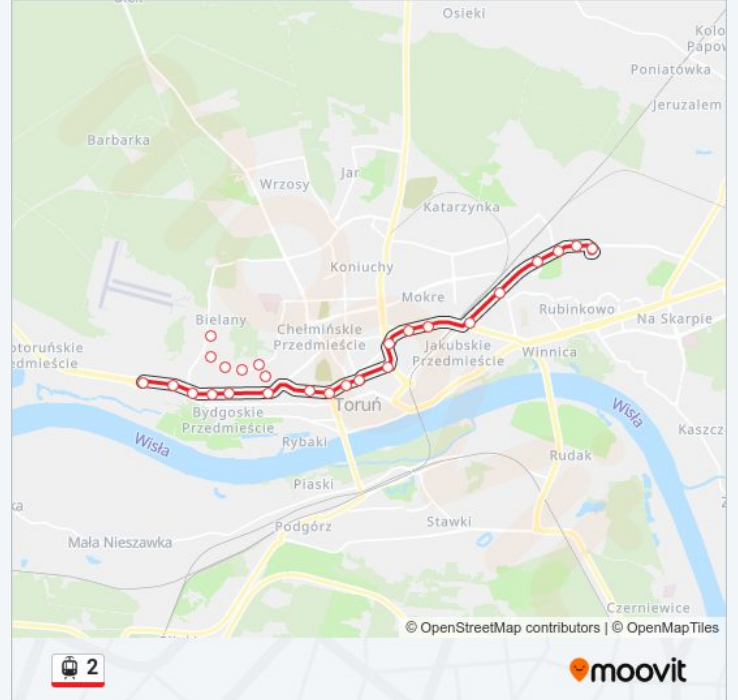 Osieki
Kolo
Papow
Poniatówka
Jeruzalem
Barbarka
Jar
Wrzosy
Katarzynka
Koniuchy
Mokre
Rubinkowo
Na Skarpie
Bielany
Chełmińskie
Przedmieście
Jakubskie
Przedmieście
Winnica
otoruńskie
edmieście
Toruń
Bydgoskie
Przedmieście
Wisła
Wisła
Rybaki
Kaszcz
Rudak
Piaski
Podgórz
Stawki
Mała Nieszawka
Czerniewice
© OpenStreetMap contributors | © OpenMapTiles
2
moovit